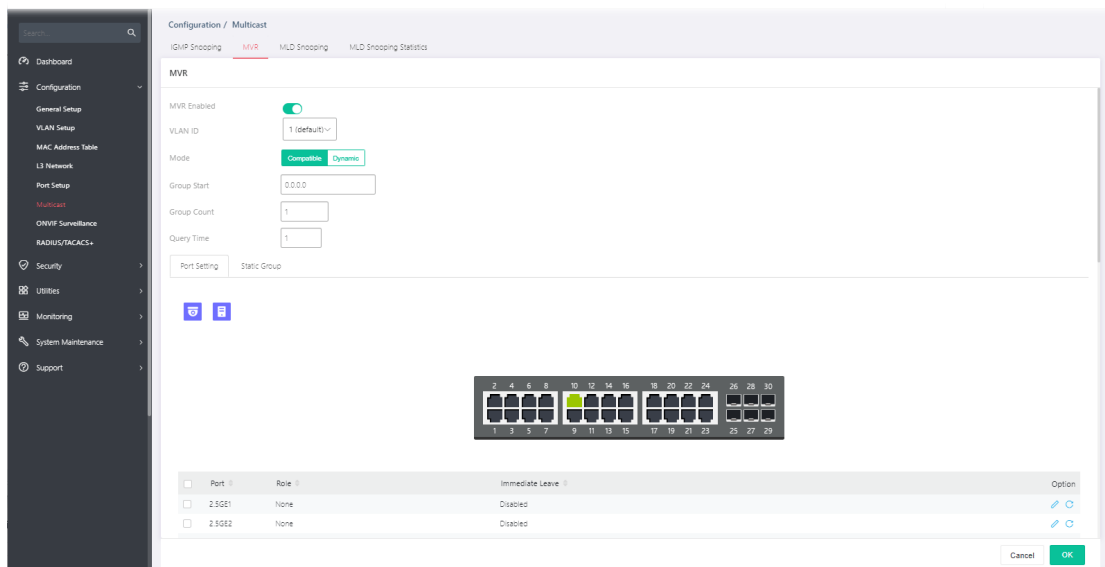 Search.
Dashboard
Configuration
General Setup
VLAN Setup
MAC Address Table
L3 Network
Port Setup
Multicast
ONVIF Surveillance
RADIUS/TACACS+
Security
Utilities
Monitoring
System Maintenance
Support
Configuration / Multicast
IGMP Snooping MVR MLD Snooping MLD Snooping Statistics
MVR
MVR Enabled
VLAN ID 1 (default)
Mode Compatible Dynamic
Group Start 0.0.0.0
Group Count 1
Query Time 1
Port Setting Static Group
2 4 6 8 10 12 14 16 18 20 22 24 26 28 30
1 3 5 7 9 11 13 15 17 19 21 23 25 27 29
Port Role Immediate Leave Option
2.5GE1 None Disabled
2.5GE2 None Disabled
Cancel OK